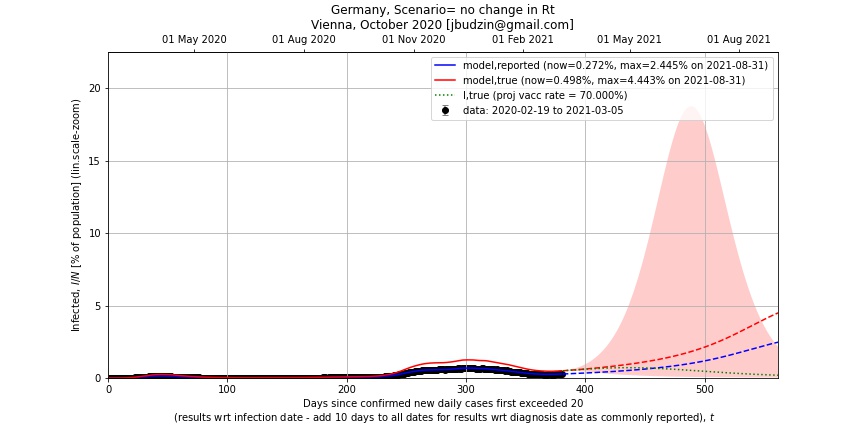 Germany, Scenario= no change in Rt
Vienna, October 2020 [jbudzin@gmail.com]
01 May 2020 01 Aug 2020 01 Nov 2020 01 Feb 2021 01 May 2021 01 Aug 2021
model,reported (now=0.272%, max=2.445% on 2021-08-31)
model,true (now=0.498%, max=4.443% on 2021-08-31)
I,true (proj vacc rate = 70.000%)
data: 2020-02-19 to 2021-03-05
Infected, I/N [% of population] (lin.scale-zoom)
20
15
10
5
0
0 100 200 300 400 500
Days since confirmed new daily cases first exceeded 20
(results wrt infection date - add 10 days to all dates for results wrt diagnosis date as commonly reported), t